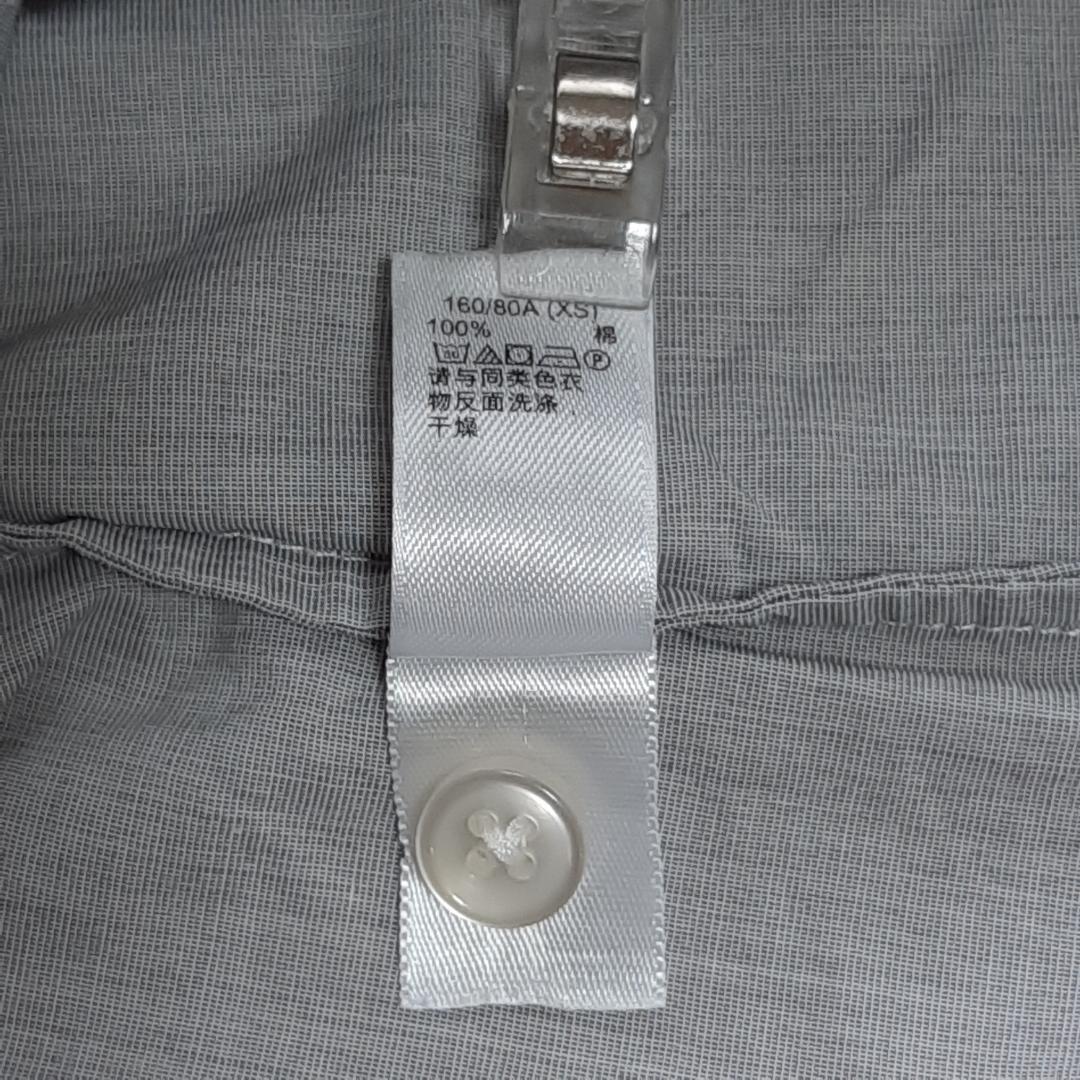 160/80A (XS)
100% 棉
P
请与同类色衣
物反面洗涤，
干燥